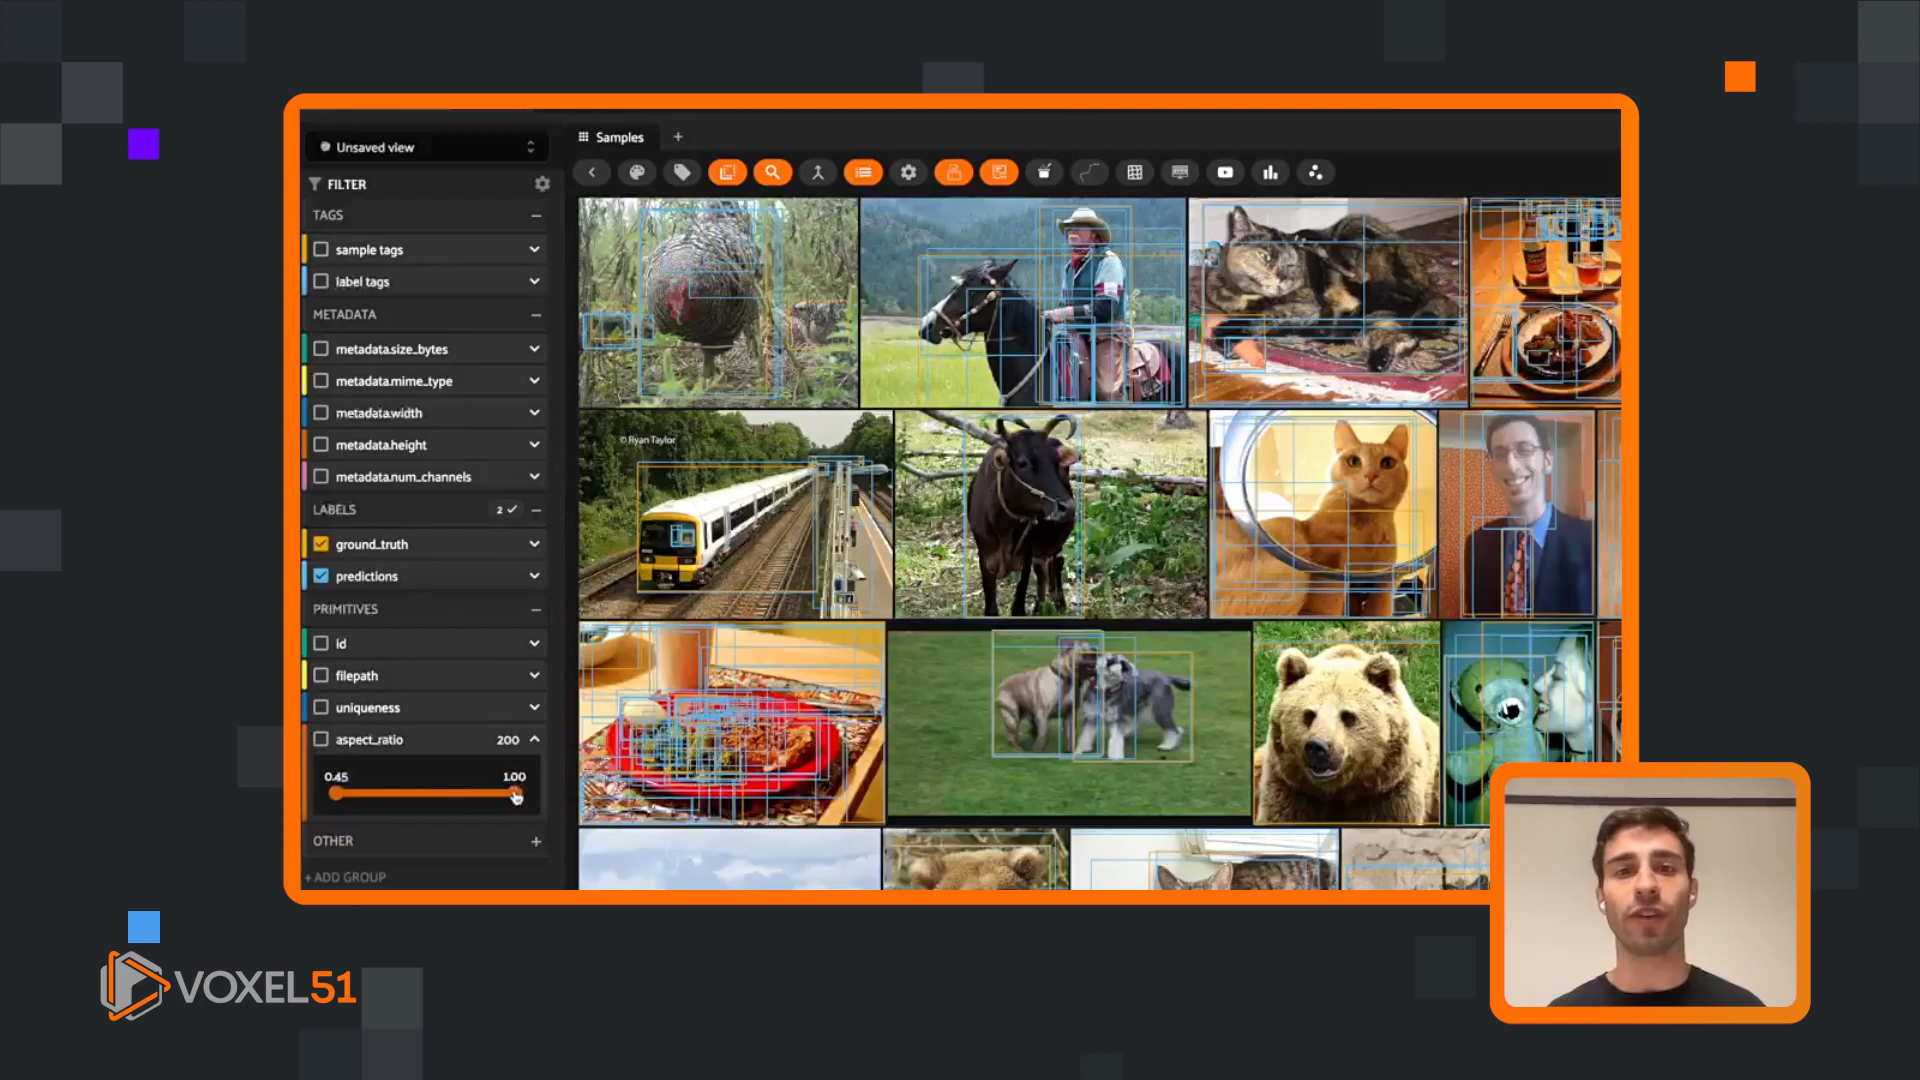 Unsaved view
Samples
+
FILTER
TAGS
sample tags
label tags
METADATA
metadata.size_bytes
metadata.mime_type
metadata.width
metadata.height
metadata.num_channels
LABELS 2
ground_truth
predictions
PRIMITIVES
id
filepath
uniqueness
aspect_ratio 200
0.45 1.00
OTHER +
+ ADD GROUP
© Ryan Taylor
VOXEL51